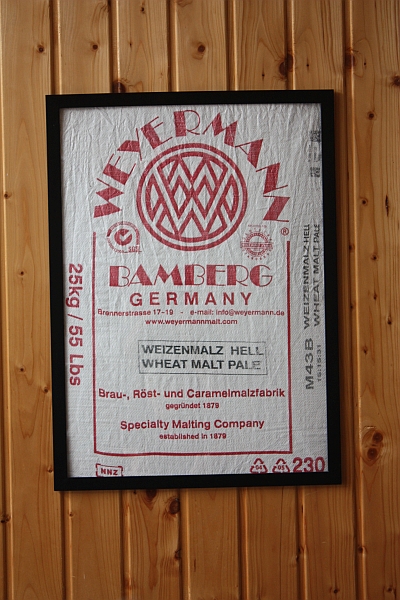 WEYERMANN
®
BAMBERG
GERMANY
Brennerstrasse 17-19 - e-mail: info@weyermann.de
www.weyermannmalt.com
WEIZENMALZ HELL
WHEAT MALT PALE
Brau-, Röst- und Caramelmalzfabrik
gegründet 1879
Specialty Malting Company
established in 1879
25kg / 55 Lbs
M43B WEIZENMALZ HELL
WHEAT MALT PALE
NNZ
230